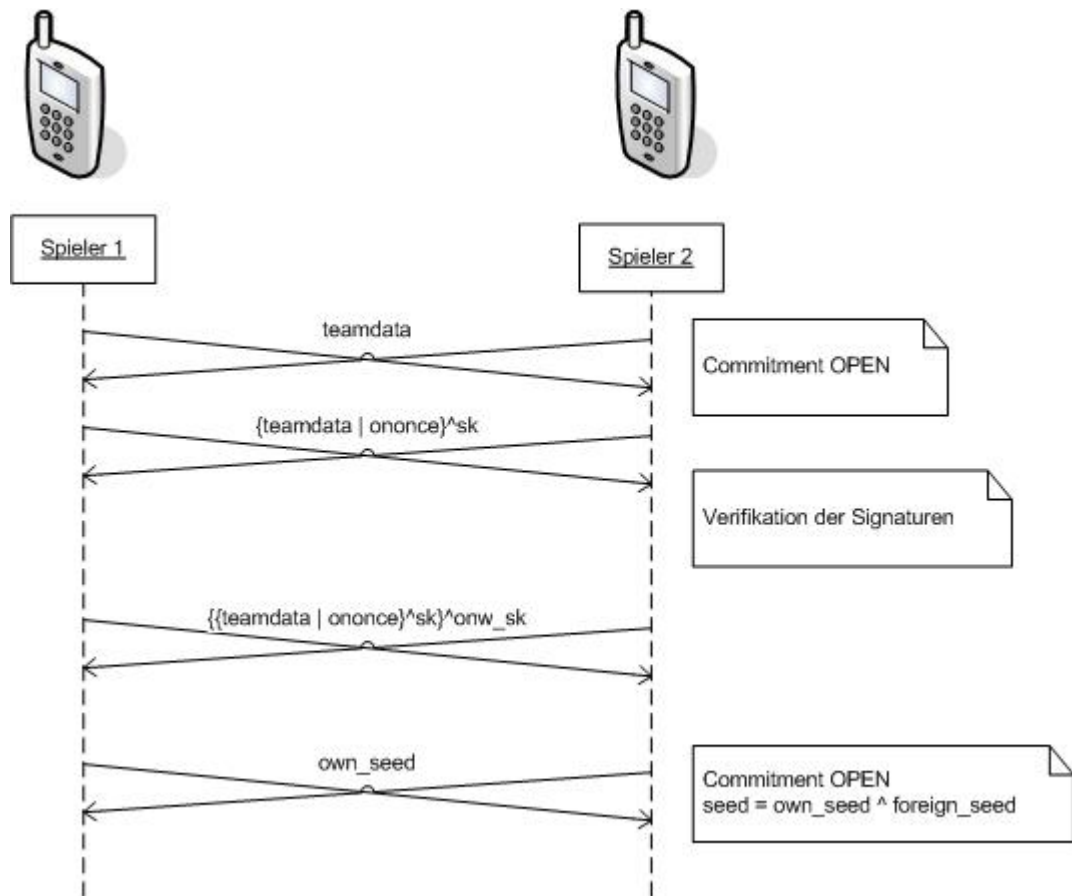 Spieler 1
Spieler 2
teamdata
Commitment OPEN
{teamdata | ononce}^sk
Verifikation der Signaturen
{{teamdata | ononce}^sk}^onw_sk
own_seed
Commitment OPEN
seed = own_seed ^ foreign_seed